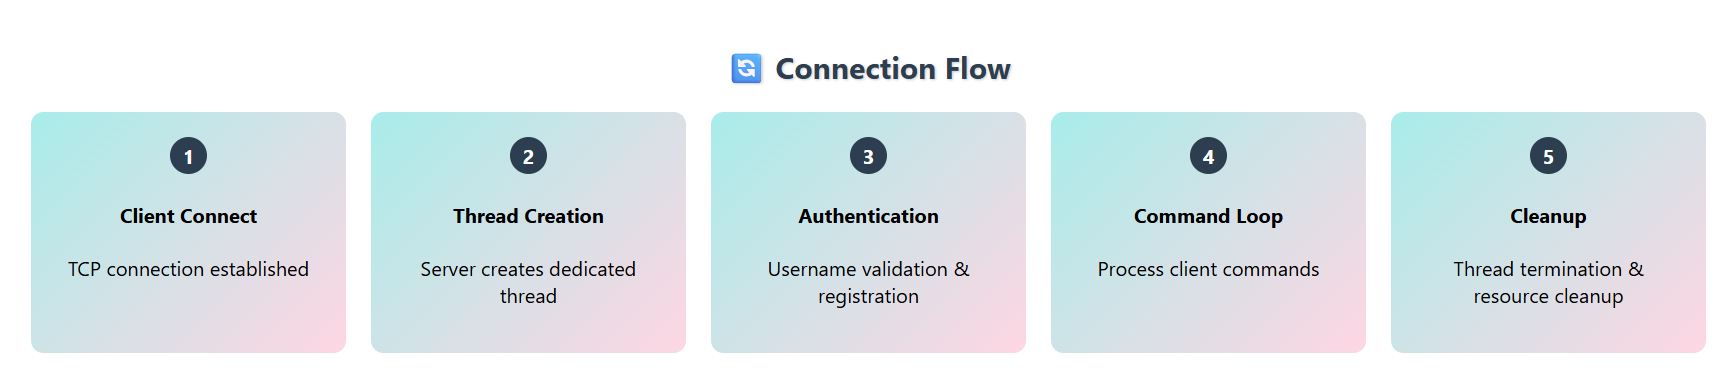 Connection Flow
1
Client Connect
TCP connection established
2
Thread Creation
Server creates dedicated
thread
3
Authentication
Username validation &
registration
4
Command Loop
Process client commands
5
Cleanup
Thread termination &
resource cleanup